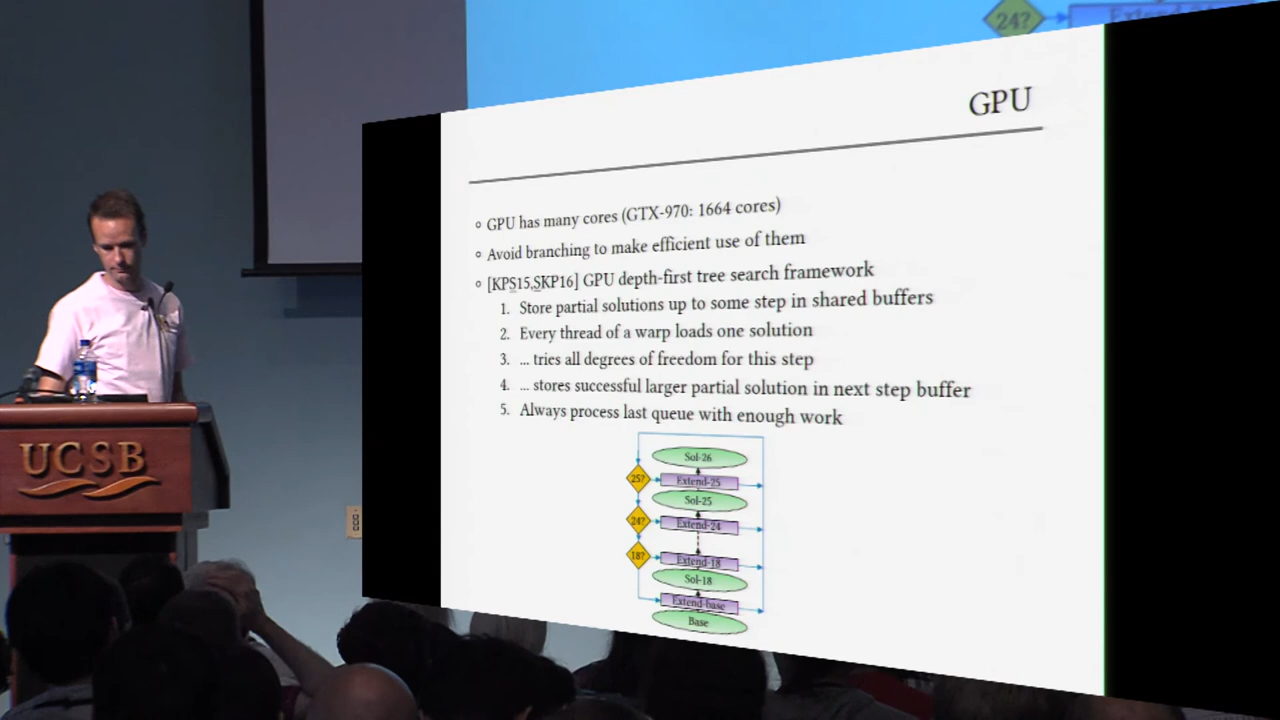 24?
GPU
◦ GPU has many cores (GTX-970: 1664 cores)
◦ Avoid branching to make efficient use of them
◦ [KPS15,SKP16] GPU depth-first tree search framework
1. Store partial solutions up to some step in shared buffers
2. Every thread of a warp loads one solution
3. ... tries all degrees of freedom for this step
4. ... stores successful larger partial solution in next step buffer
5. Always process last queue with enough work
Sol-26
25? Extend-25
Sol-25
24? Extend-24
18? Extend-18
Sol-18
Extend-base
Base
UCSB